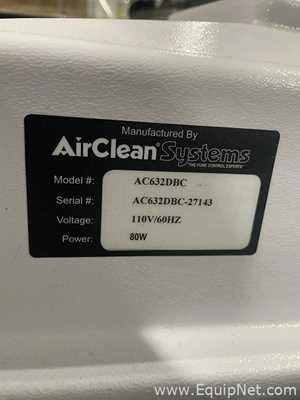 Manufactured By
AirClean Systems
"THE FUME CONTROL EXPERTS"
Model #: AC632DBC
Serial #: AC632DBC-27143
Voltage: 110V/60HZ
Power: 80W
www.EquipNet.com